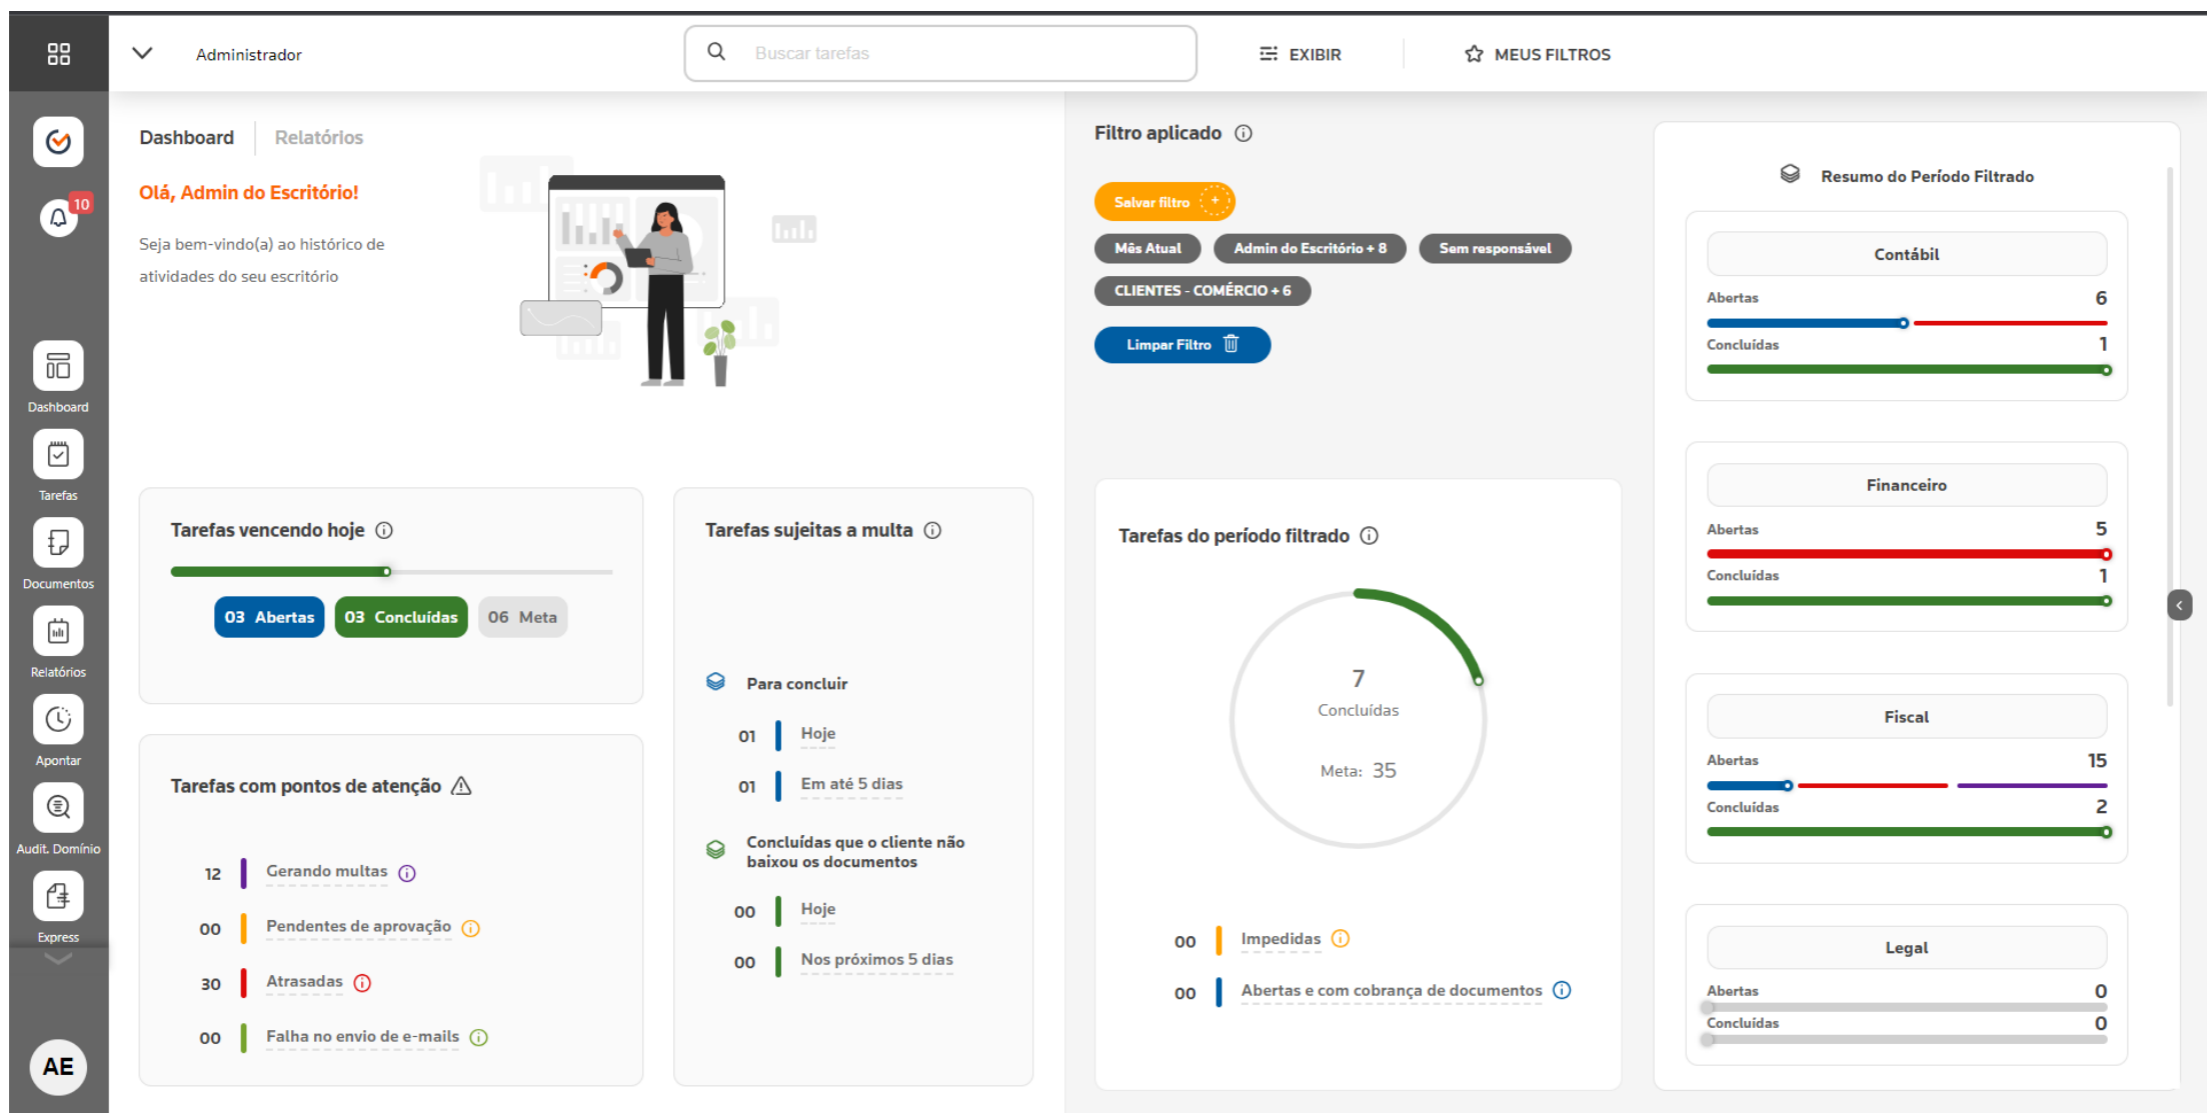 Administrador
Buscar tarefas
EXIBIR
MEUS FILTROS
10
Dashboard
Tarefas
Documentos
Relatórios
Apontar
Audit. Domínio
Express
AE
Dashboard
Relatórios
Olá, Admin do Escritório!
Seja bem-vindo(a) ao histórico de
atividades do seu escritório
Tarefas vencendo hoje
03 Abertas
03 Concluídas
06 Meta
Tarefas com pontos de atenção
12 Gerando multas
00 Pendentes de aprovação
30 Atrasadas
00 Falha no envio de e-mails
Tarefas sujeitas a multa
Para concluir
01 Hoje
01 Em até 5 dias
Concluídas que o cliente não
baixou os documentos
00 Hoje
00 Nos próximos 5 dias
Filtro aplicado
Salvar filtro +
Mês Atual
Admin do Escritório + 8
Sem responsável
CLIENTES - COMÉRCIO + 6
Limpar Filtro
Tarefas do período filtrado
7
Concluídas
Meta: 35
00 Impedidas
00 Abertas e com cobrança de documentos
Resumo do Período Filtrado
Contábil
Abertas 6
Concluídas 1
Financeiro
Abertas 5
Concluídas 1
Fiscal
Abertas 15
Concluídas 2
Legal
Abertas 0
Concluídas 0